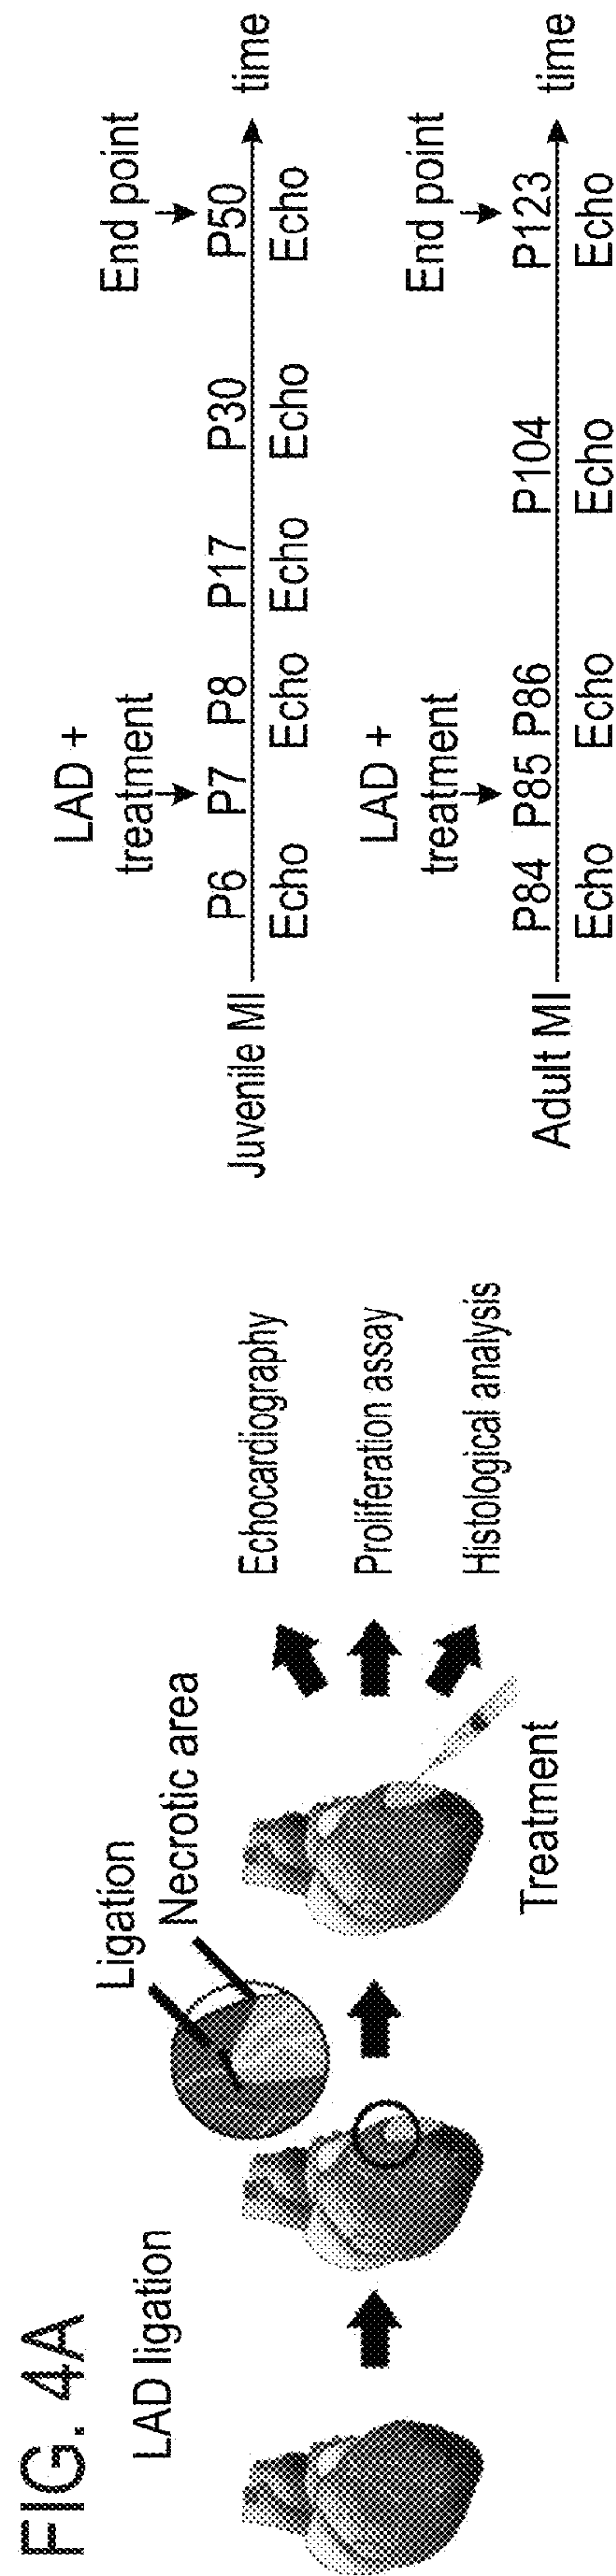 FIG. 4A
LAD ligation
Ligation
Necrotic area
Treatment
Echocardiography
Proliferation assay
Histological analysis
LAD +
treatment
End point
P6 P7 P8 P17 P30 P50
Juvenile MI time
Echo Echo Echo Echo Echo
LAD +
treatment
End point
P84 P85 P86 P104 P123
Adult MI time
Echo Echo Echo Echo